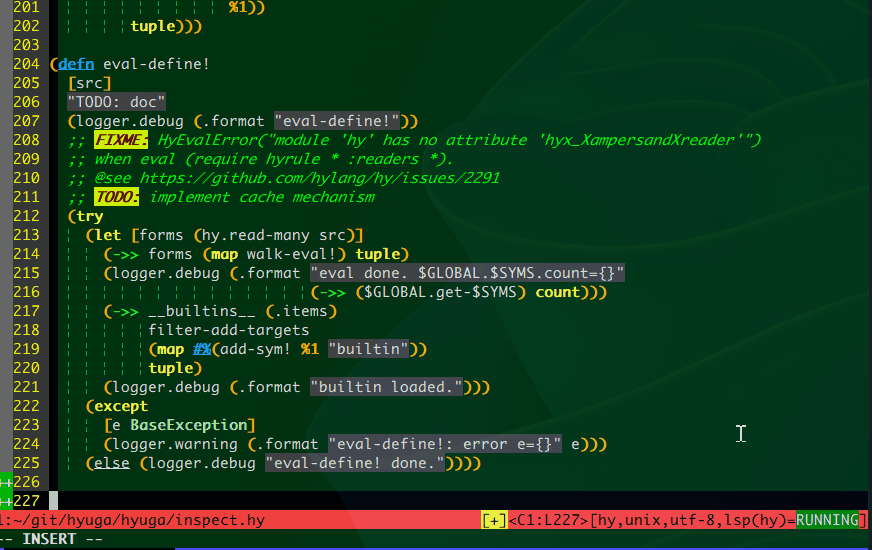 201 %1))
202 tuple)))
203
204 (defn eval-define!
205 [src]
206 "TODO: doc"
207 (logger.debug (.format "eval-define!"))
208 ;; FIXME: HyEvalError("module 'hy' has no attribute 'hyx_XampersandXreader'")
209 ;; when eval (require hyrule * :readers *).
210 ;; @see https://github.com/hylang/hy/issues/2291
211 ;; TODO: implement cache mechanism
212 (try
213 (let [forms (hy.read-many src)]
214 (->> forms (map walk-eval!) tuple)
215 (logger.debug (.format "eval done. $GLOBAL.$SYMS.count={}"
216 (->> ($GLOBAL.get-$SYMS) count)))
217 (->> __builtins__ (.items)
218 filter-add-targets
219 (map #%(add-sym! %1 "builtin"))
220 tuple)
221 (logger.debug (.format "builtin loaded.")))
222 (except
223 [e BaseException]
224 (logger.warning (.format "eval-define!: error e={}" e)))
225 (else (logger.debug "eval-define! done."))))
++226
++227
1:~/git/hyuga/hyuga/inspect.hy [+]<C1:L227>[hy,unix,utf-8,lsp(hy)=RUNNING]
-- INSERT --